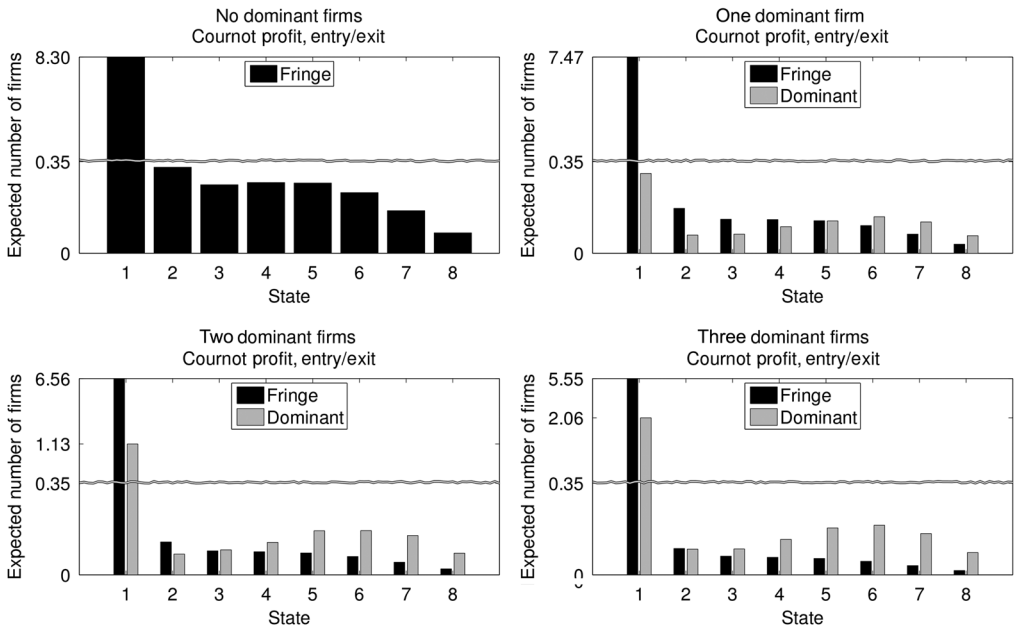 No dominant firms
Cournot profit, entry/exit
Expected number of firms
8.30
0.35
0
Fringe
1 2 3 4 5 6 7 8
State
One dominant firm
Cournot profit, entry/exit
Expected number of firms
7.47
0.35
0
Fringe
Dominant
1 2 3 4 5 6 7 8
State
Two dominant firms
Cournot profit, entry/exit
Expected number of firms
6.56
1.13
0.35
0
Fringe
Dominant
1 2 3 4 5 6 7 8
State
Three dominant firms
Cournot profit, entry/exit
Expected number of firms
5.55
2.06
0.35
0
Fringe
Dominant
1 2 3 4 5 6 7 8
State